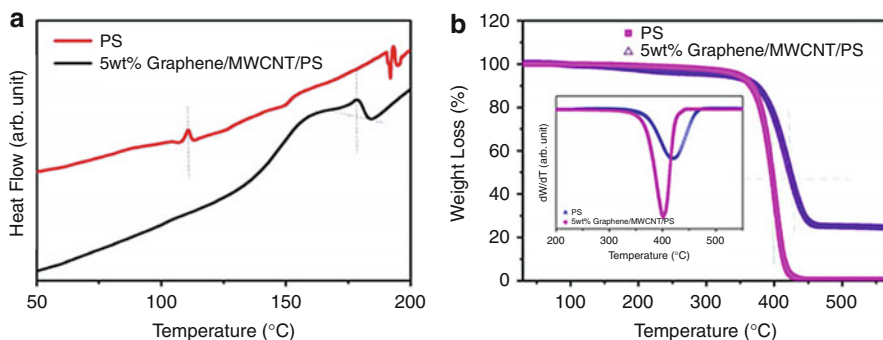 a
PS
5wt% Graphene/MWCNT/PS
Heat Flow (arb. unit)
50
100
150
200
Temperature (°C)
b
120
100
80
60
40
20
0
Weight Loss (%)
PS
5wt% Graphene/MWCNT/PS
dW/dT (arb. unit)
PS
5wt% Graphene/MWCNT/PS
200
300
400
500
Temperature (°C)
100
200
300
400
500
Temperature (°C)